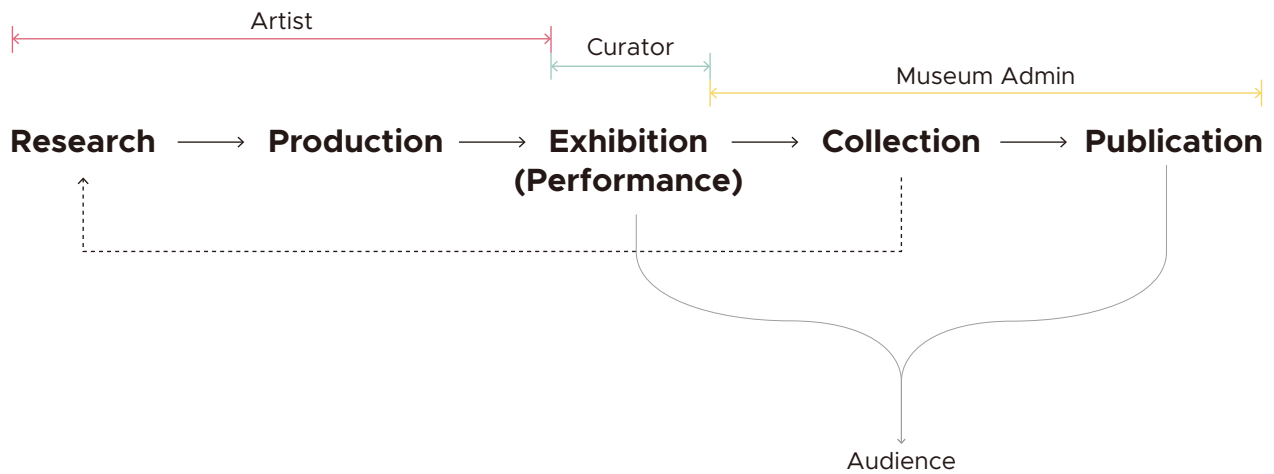 Artist
Curator
Museum Admin
Research
Production
Exhibition
(Performance)
Collection
Publication
Audience